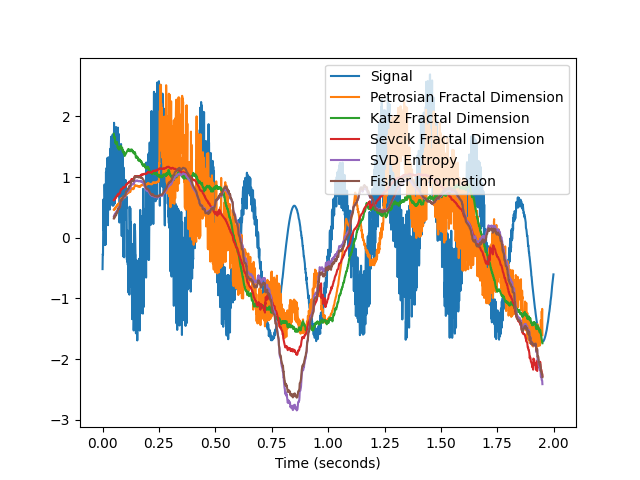 Signal
Petrosian Fractal Dimension
Katz Fractal Dimension
Sevcik Fractal Dimension
SVD Entropy
Fisher Information
2
1
0
−1
−2
−3
0.00 0.25 0.50 0.75 1.00 1.25 1.50 1.75 2.00
Time (seconds)